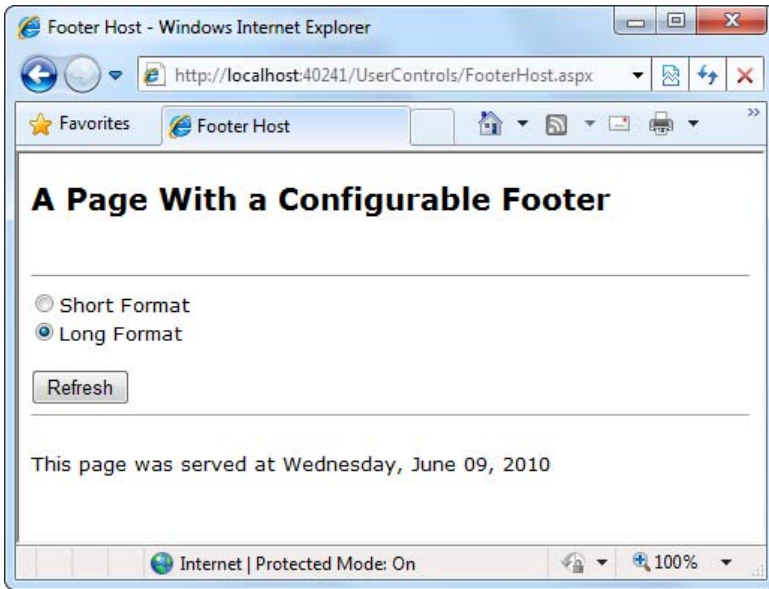 Footer Host - Windows Internet Explorer
http://localhost:40241/UserControls/FooterHost.aspx
Favorites
Footer Host
A Page With a Configurable Footer
Short Format
Long Format
Refresh
This page was served at Wednesday, June 09, 2010
Internet | Protected Mode: On
100%